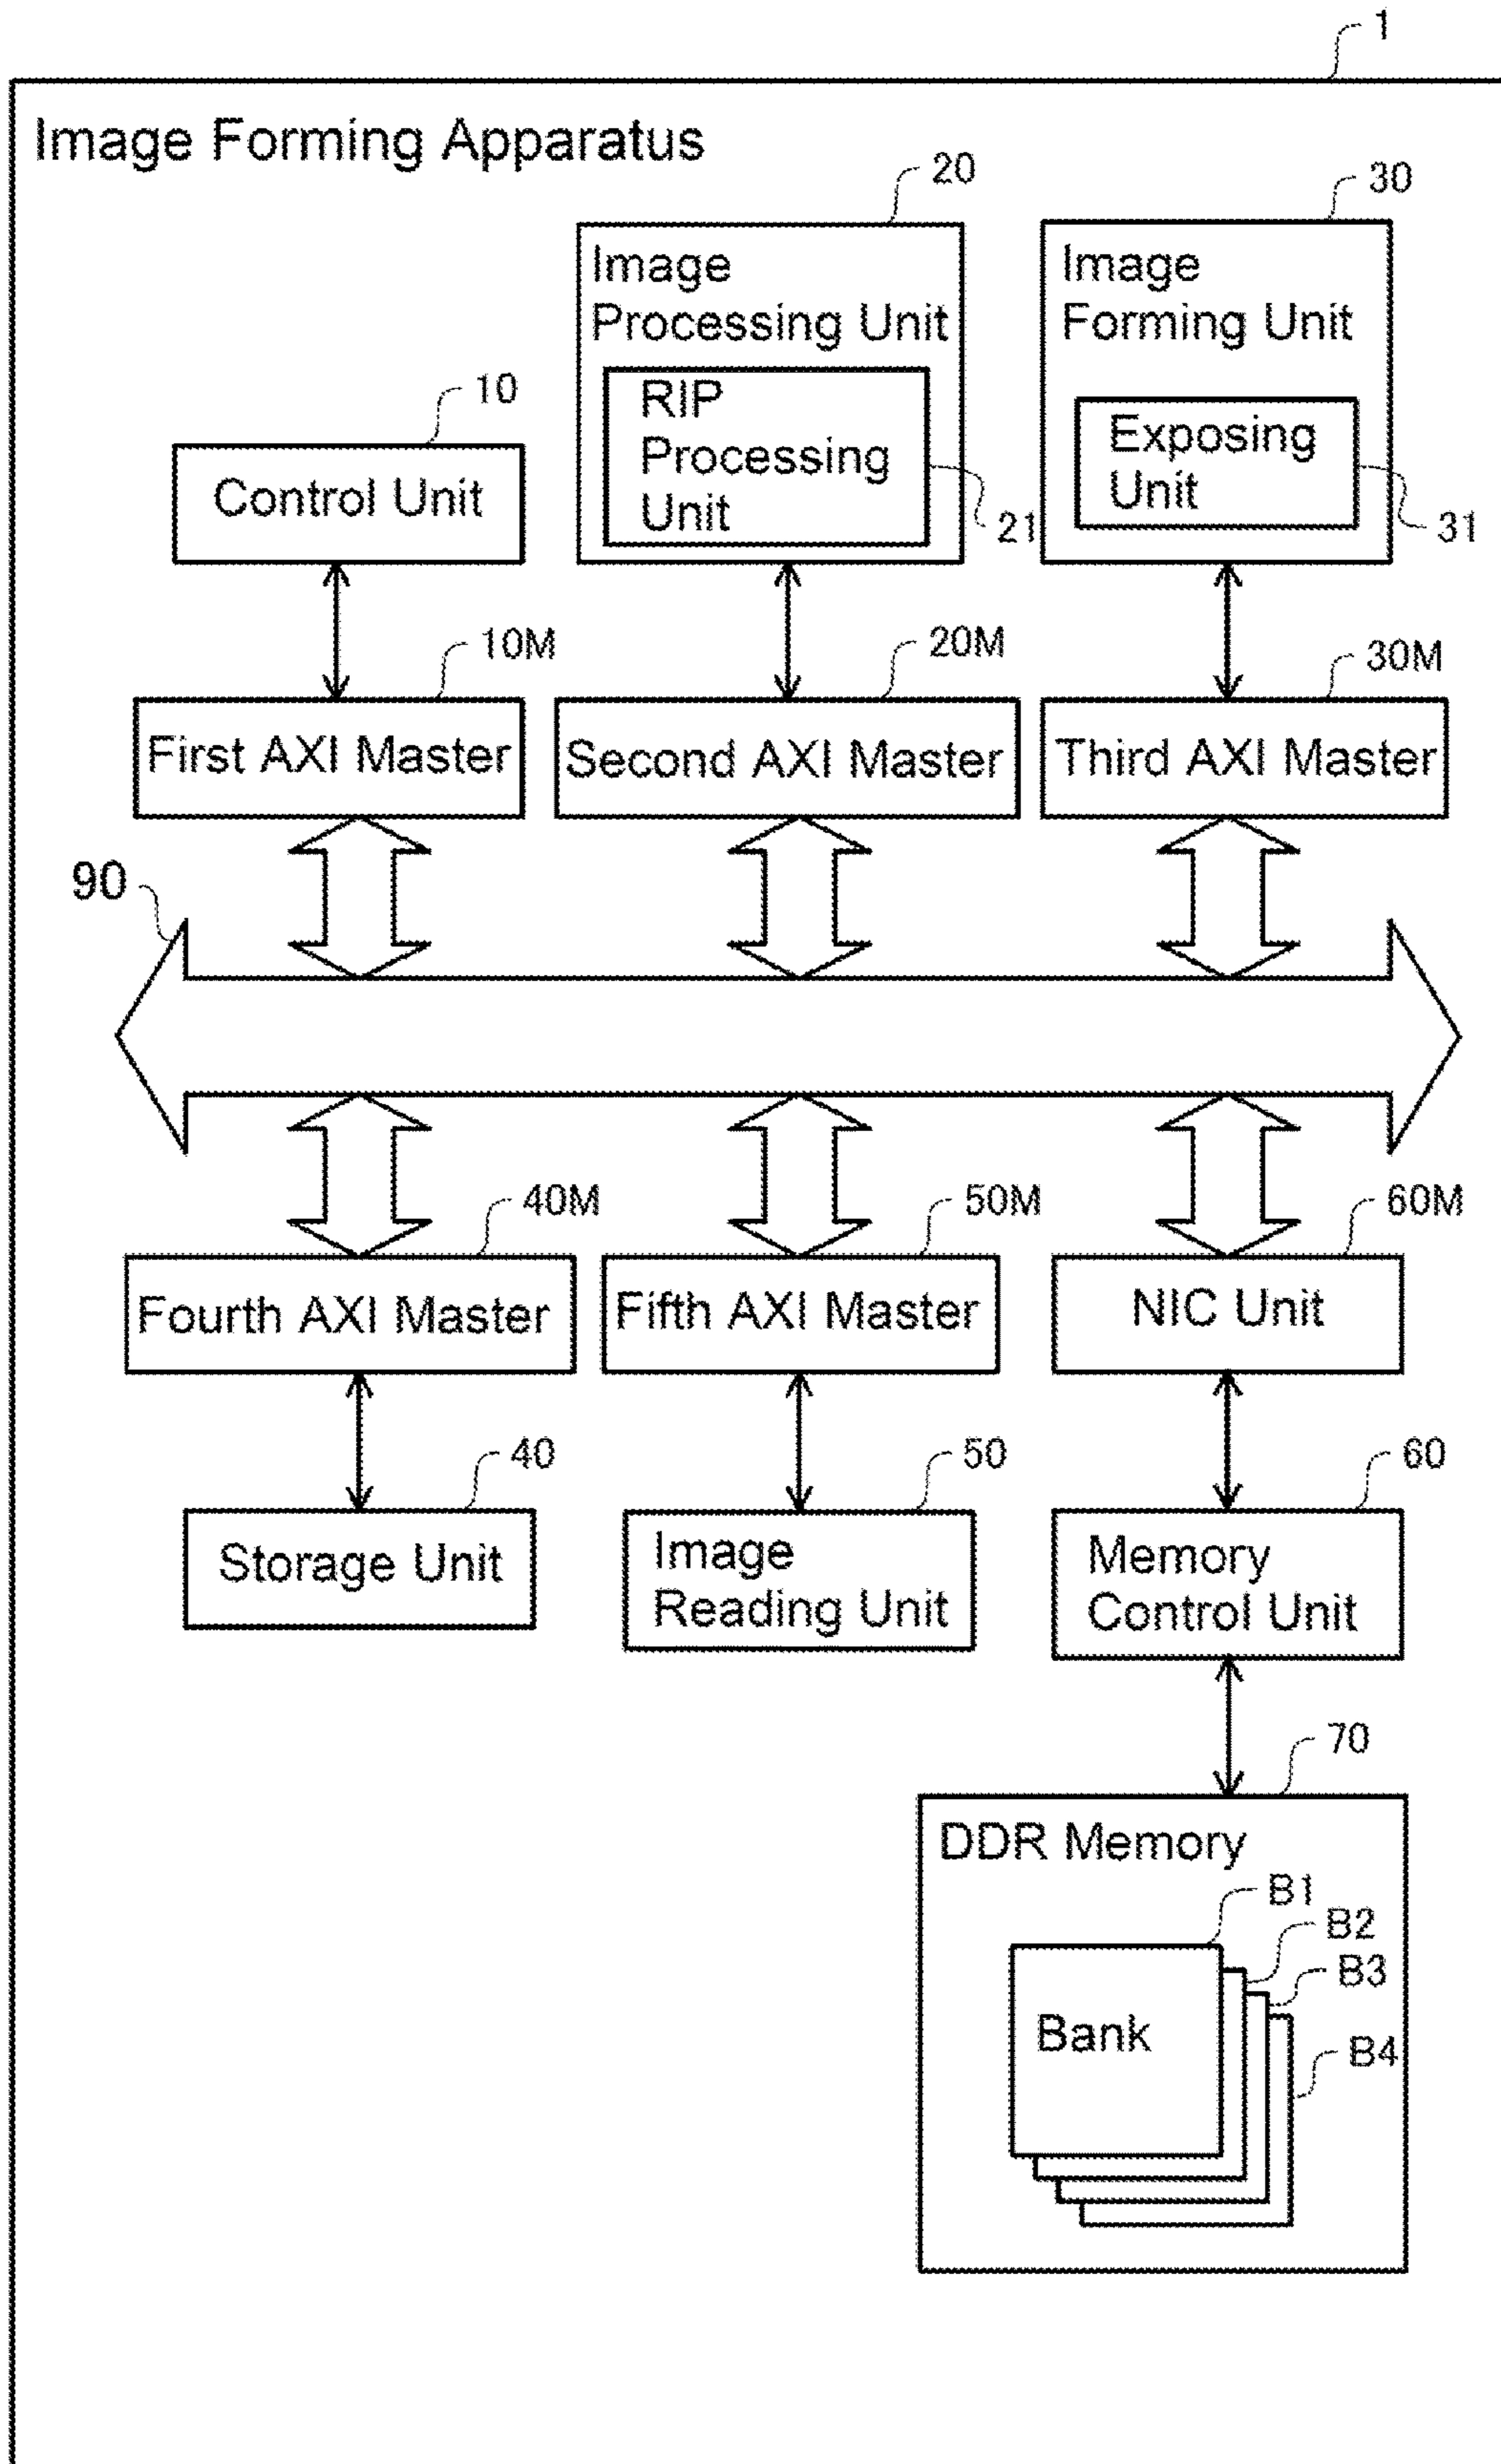 1
Image Forming Apparatus
20
30
Image
Processing Unit
Image
Forming Unit
10
RIP
Processing
Unit
Exposing
Unit
Control Unit
21
31
10M
20M
30M
First AXI Master
Second AXI Master
Third AXI Master
90
40M
50M
60M
Fourth AXI Master
Fifth AXI Master
NIC Unit
40
50
60
Storage Unit
Image
Reading Unit
Memory
Control Unit
70
DDR Memory
B1
B2
B3
Bank
B4